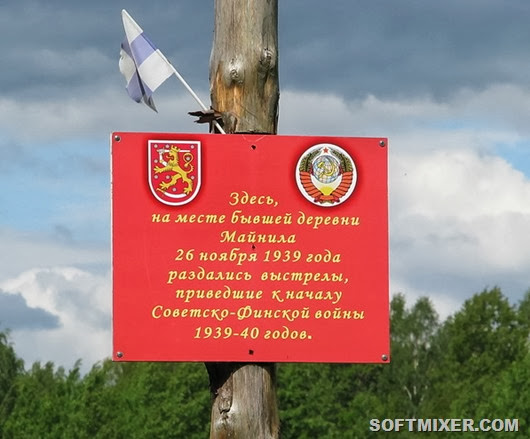 Здесь,
на месте бывшей деревни
Майнила
26 ноября 1939 года
раздались выстрелы,
приведшие к началу
Советско-Финской войны
1939-40 годов.
SOFTMIXER.COM